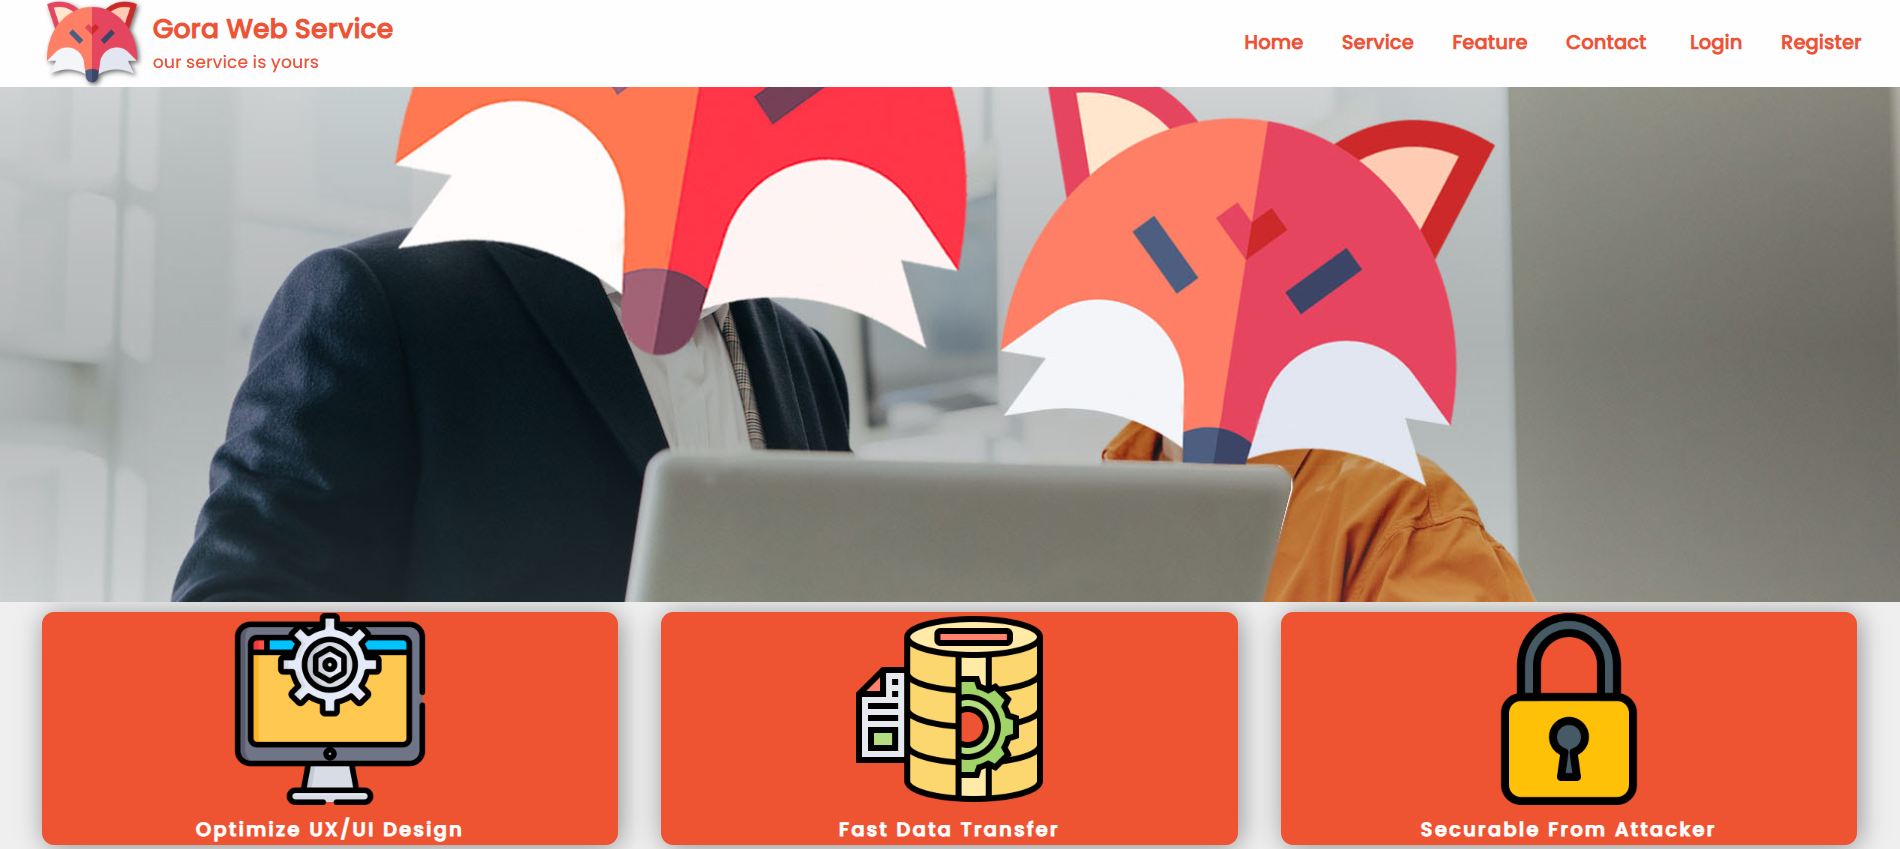 Gora Web Service
our service is yours
Home Service Feature Contact Login Register
Optimize UX/UI Design
Fast Data Transfer
Securable From Attacker